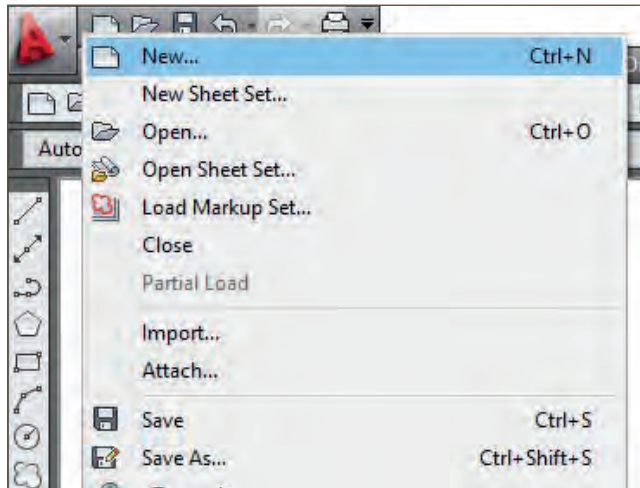 New... Ctrl+N
New Sheet Set...
Open... Ctrl+O
Auto
Open Sheet Set...
Load Markup Set...
Close
Partial Load
Import...
Attach...
Save Ctrl+S
Save As... Ctrl+Shift+S